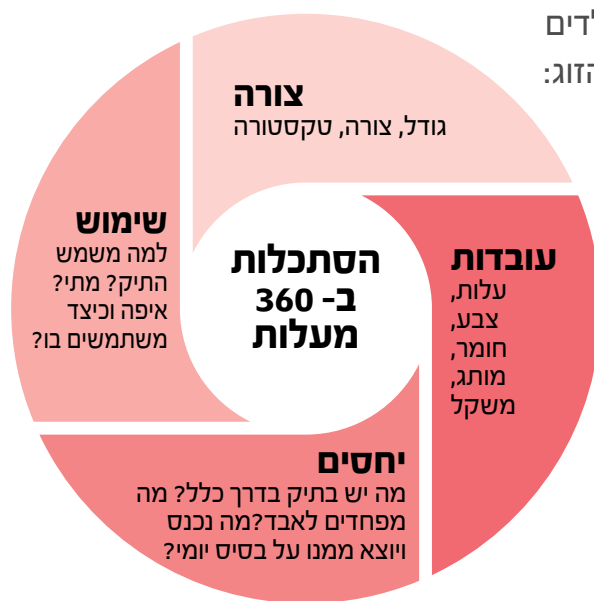 לדים
הזוג:
צורה
גודל, צורה, טקסטורה
עובדות
עלות,
צבע,
חומר,
מותג,
משקל
יחסים
מה יש בתיק בדרך כלל? מה
מפחדים לאבד?מה נכנס
ויוצא ממנו על בסיס יומי?
שימוש
למה משמש
התיק? מתי?
איפה וכיצד
משתמשים בו?
הסתכלות
ב- 360
מעלות